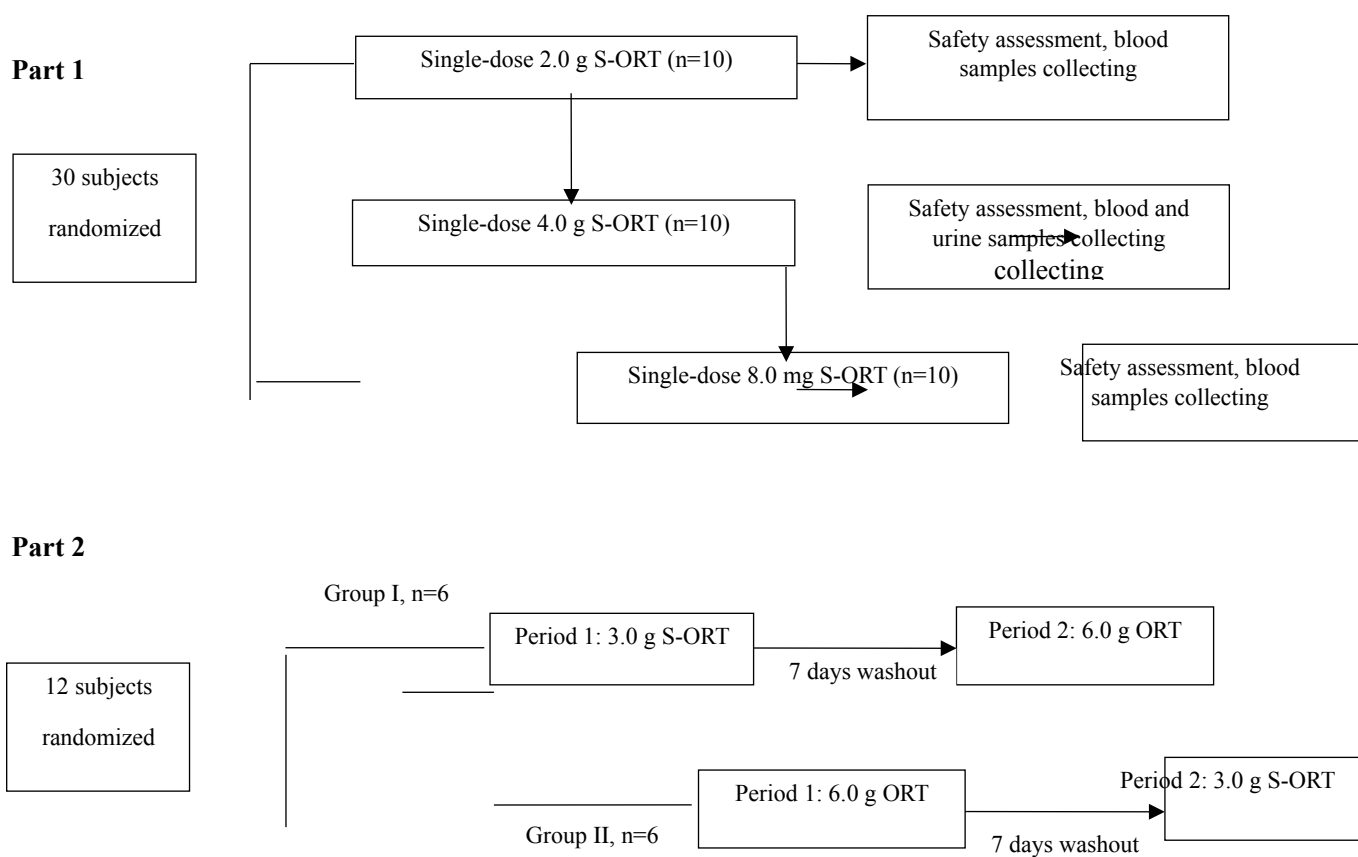 Part 1
30 subjects
randomized
Single-dose 2.0 g S-ORT (n=10)
Safety assessment, blood
samples collecting
Single-dose 4.0 g S-ORT (n=10)
Safety assessment, blood and
urine samples collecting
collecting
Single-dose 8.0 mg S-ORT (n=10)
Safety assessment, blood
samples collecting
Part 2
12 subjects
randomized
Group I, n=6
Period 1: 3.0 g S-ORT
7 days washout
Period 2: 6.0 g ORT
Group II, n=6
Period 1: 6.0 g ORT
7 days washout
Period 2: 3.0 g S-ORT